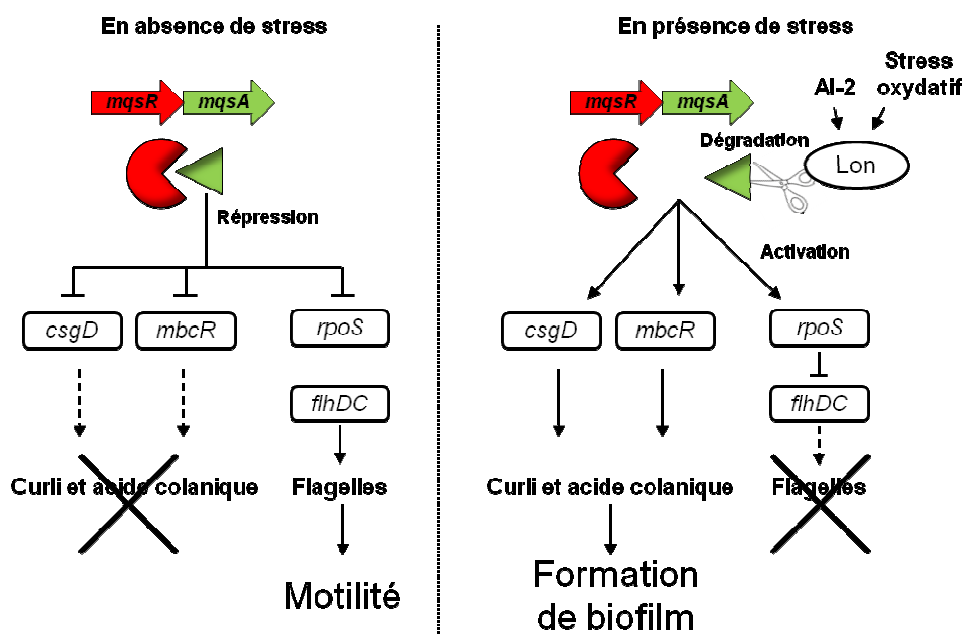 En absence de stress
mqsR
mqsA
Répression
csgD
mbcR
rpoS
flhDC
Curli et acide colanique
Flagelles
Motilité
En présence de stress
mqsR
mqsA
AI-2
Stress
oxydatif
Dégradation
Lon
Activation
csgD
mbcR
rpoS
flhDC
Curli et acide colanique
Flagelles
Formation
de biofilm